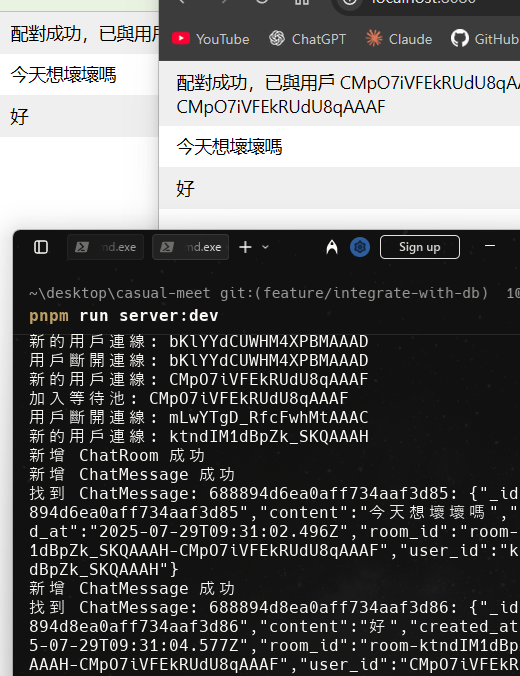 localhost:8080
YouTube ChatGPT Claude GitHub
配對成功，已與用戶
今天想壞壞嗎
好
配對成功，已與用戶 CMpO7iVFEkRUdU8qAA
CMpO7iVFEkRUdU8qAAAF
今天想壞壞嗎
好
md.exe md.exe Sign up
~\desktop\casual-meet git:(feature/integrate-with-db) 10
pnpm run server:dev
新的用戶連線: bKlYYdCUWHM4XPBMAAAD
用戶斷開連線: bKlYYdCUWHM4XPBMAAAD
新的用戶連線: CMpO7iVFEkRUdU8qAAAF
加入等待池: CMpO7iVFEkRUdU8qAAAF
用戶斷開連線: mLwYTgD_RfcFwhMtAAAC
新的用戶連線: ktndIM1dBpZk_SKQAAAH
新增 ChatRoom 成功
新增 ChatMessage 成功
找到 ChatMessage: 688894d6ea0aff734aaf3d85: {"_id
894d6ea0aff734aaf3d85","content":"今天想壞壞嗎","
d_at":"2025-07-29T09:31:02.496Z","room_id":"room-
1dBpZk_SKQAAAH-CMpO7iVFEkRUdU8qAAAF","user_id":"k
dBpZk_SKQAAAH"}
新增 ChatMessage 成功
找到 ChatMessage: 688894d8ea0aff734aaf3d86: {"_id
894d8ea0aff734aaf3d86","content":"好","created_at
5-07-29T09:31:04.577Z","room_id":"room-ktndIM1dBp
AAAH-CMpO7iVFEkRUdU8qAAAF","user_id":"CMpO7iVFEkR